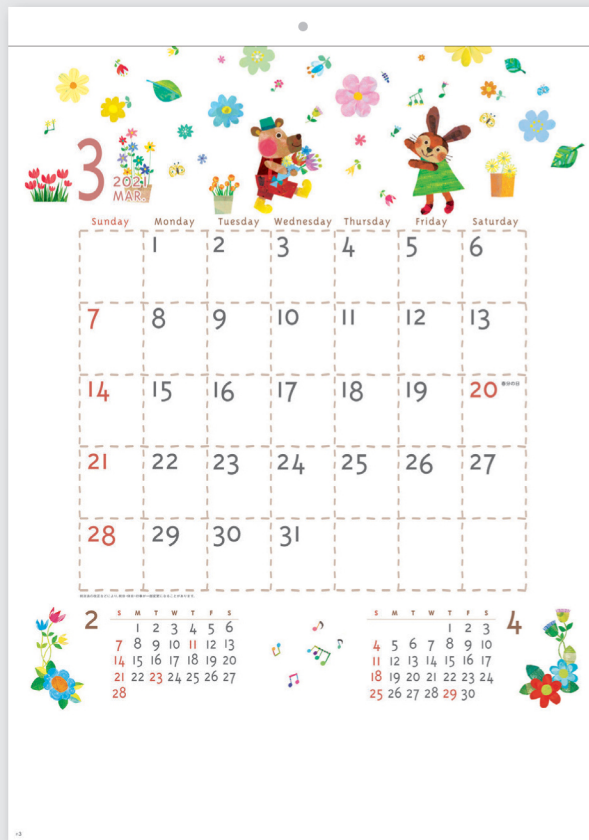 3
2021
MAR.
Sunday Monday Tuesday Wednesday Thursday Friday Saturday
1 2 3 4 5 6
7 8 9 10 11 12 13
14 15 16 17 18 19 20 春分の日
21 22 23 24 25 26 27
28 29 30 31
2
S M T W T F S
1 2 3 4 5 6
7 8 9 10 11 12 13
14 15 16 17 18 19 20
21 22 23 24 25 26 27
28
4
S M T W T F S
1 2 3
4 5 6 7 8 9 10
11 12 13 14 15 16 17
18 19 20 21 22 23 24
25 26 27 28 29 30